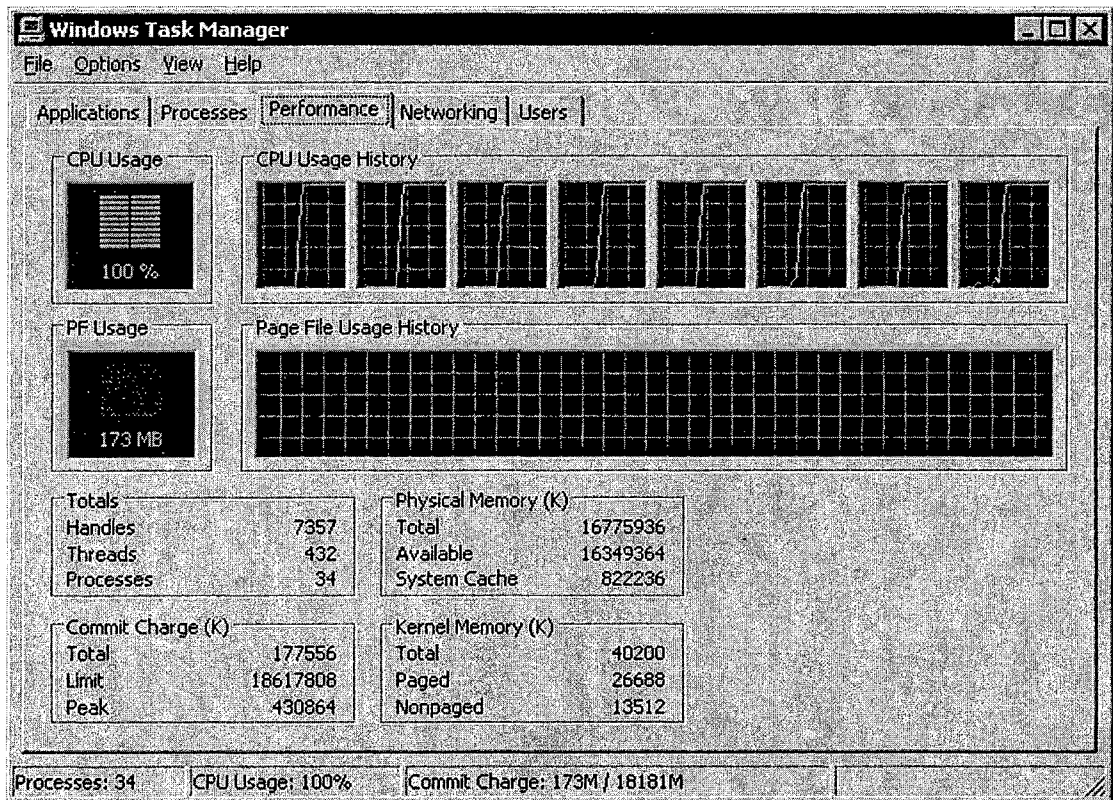 Windows Task Manager
File Options View Help
Applications Processes Performance Networking Users
CPU Usage
CPU Usage History
100 %
PF Usage
Page File Usage History
173 MB
Totals
Handles 7357
Threads 432
Processes 34
Physical Memory (K)
Total 16775936
Available 16349364
System Cache 822236
Commit Charge (K)
Total 177556
Limit 18617808
Peak 430864
Kernel Memory (K)
Total 40200
Paged 26688
Nonpaged 13512
Processes: 34 CPU Usage: 100% Commit Charge: 173M / 18181M